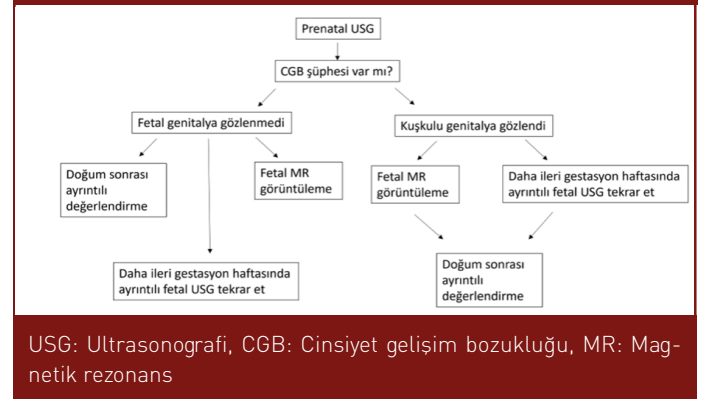 Prenatal USG
CGB şüphesi var mı?
Fetal genitalya gözlenmedi
Kuşkulu genitalya gözlendi
Doğum sonrası
ayrıntılı
değerlendirme
Fetal MR
görüntüleme
Fetal MR
görüntüleme
Daha ileri gestasyon haftasında
ayrıntılı fetal USG tekrar et
Daha ileri gestasyon haftasında
ayrıntılı fetal USG tekrar et
Doğum sonrası
ayrıntılı
değerlendirme
USG: Ultrasonografi, CGB: Cinsiyet gelişim bozukluğu, MR: Mag-
netik rezonans